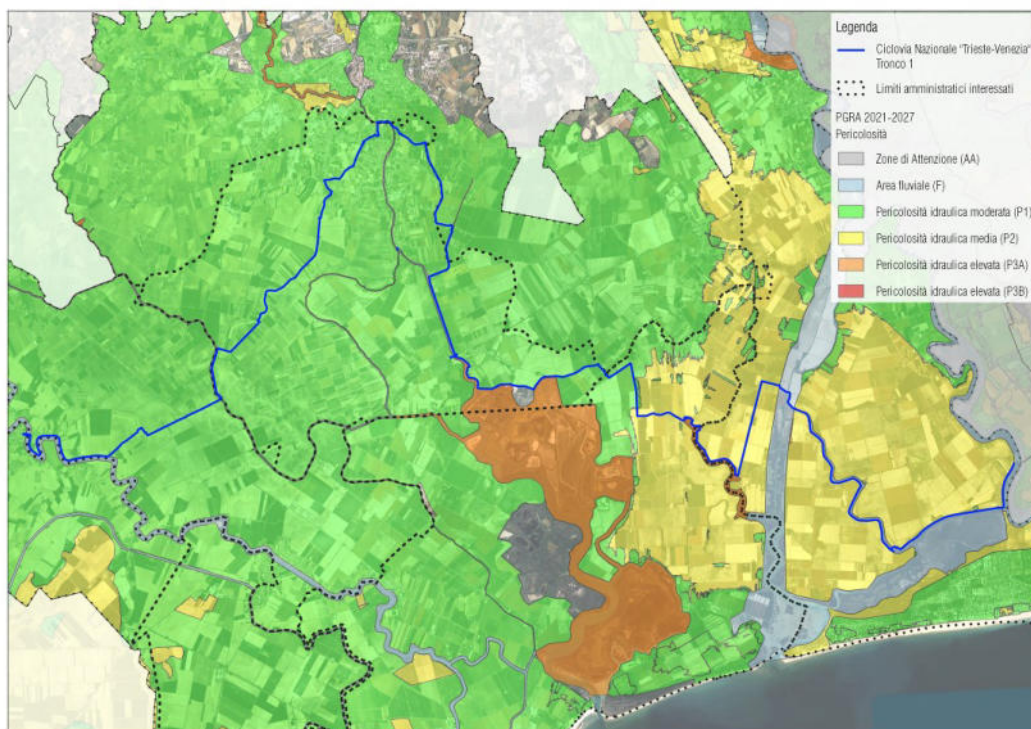 Legenda
Ciclovia Nazionale "Trieste-Venezia"
Tronco 1
Limiti amministratici interessati
PGRA 2021-2027
Pericolosità
Zone di Attenzione (AA)
Area fluviale (F)
Pericolosità idraulica moderata (P1)
Pericolosità idraulica media (P2)
Pericolosità idraulica elevata (P3A)
Pericolosità idraulica elevata (P3B)